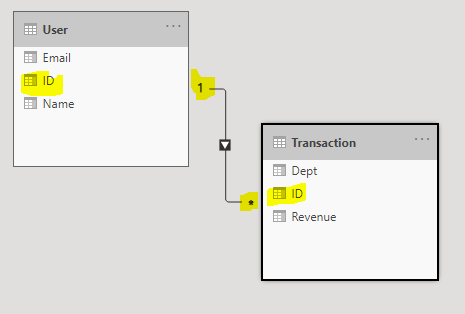 User
Email
ID
Name
1
Transaction
Dept
*
ID
Revenue